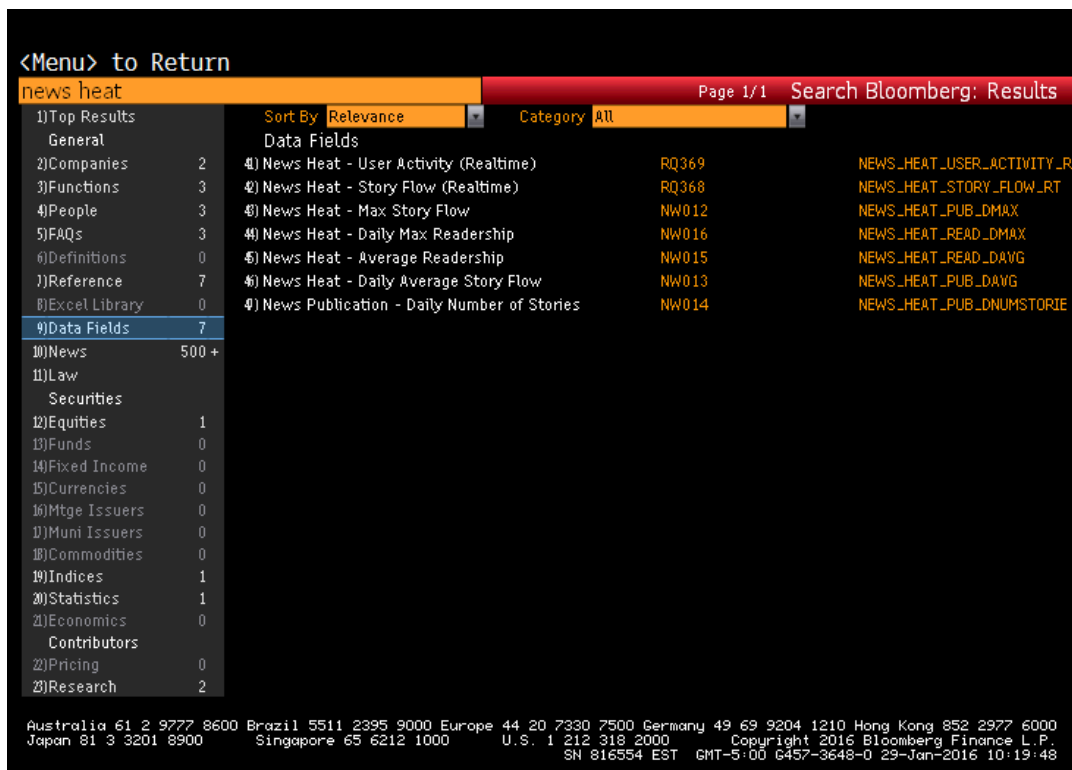 <Menu> to Return
news heat Page 1/1 Search Bloomberg: Results
1)Top Results Sort By Relevance Category All
General Data Fields
2)Companies 2 41) News Heat - User Activity (Realtime) RQ369 NEWS_HEAT_USER_ACTIVITY_R
3)Functions 3 42) News Heat - Story Flow (Realtime) RQ368 NEWS_HEAT_STORY_FLOW_RT
4)People 3 43) News Heat - Max Story Flow NW012 NEWS_HEAT_PUB_DMAX
5)FAQs 3 44) News Heat - Daily Max Readership NW016 NEWS_HEAT_READ_DMAX
6)Definitions 0 45) News Heat - Average Readership NW015 NEWS_HEAT_READ_DAVG
7)Reference 7 46) News Heat - Daily Average Story Flow NW013 NEWS_HEAT_PUB_DAVG
8)Excel Library 0 47) News Publication - Daily Number of Stories NW014 NEWS_HEAT_PUB_DNUMSTORIE
9)Data Fields 7
10)News 500 +
11)Law
Securities
12)Equities 1
13)Funds 0
14)Fixed Income 0
15)Currencies 0
16)Mtge Issuers 0
17)Muni Issuers 0
18)Commodities 0
19)Indices 1
20)Statistics 1
21)Economics 0
Contributors
22)Pricing 0
23)Research 2
Australia 61 2 9777 8600 Brazil 5511 2395 9000 Europe 44 20 7330 7500 Germany 49 69 9204 1210 Hong Kong 852 2977 6000
Japan 81 3 3201 8900 Singapore 65 6212 1000 U.S. 1 212 318 2000 Copyright 2016 Bloomberg Finance L.P.
SN 816554 EST GMT-5:00 G457-3648-0 29-Jan-2016 10:19:48